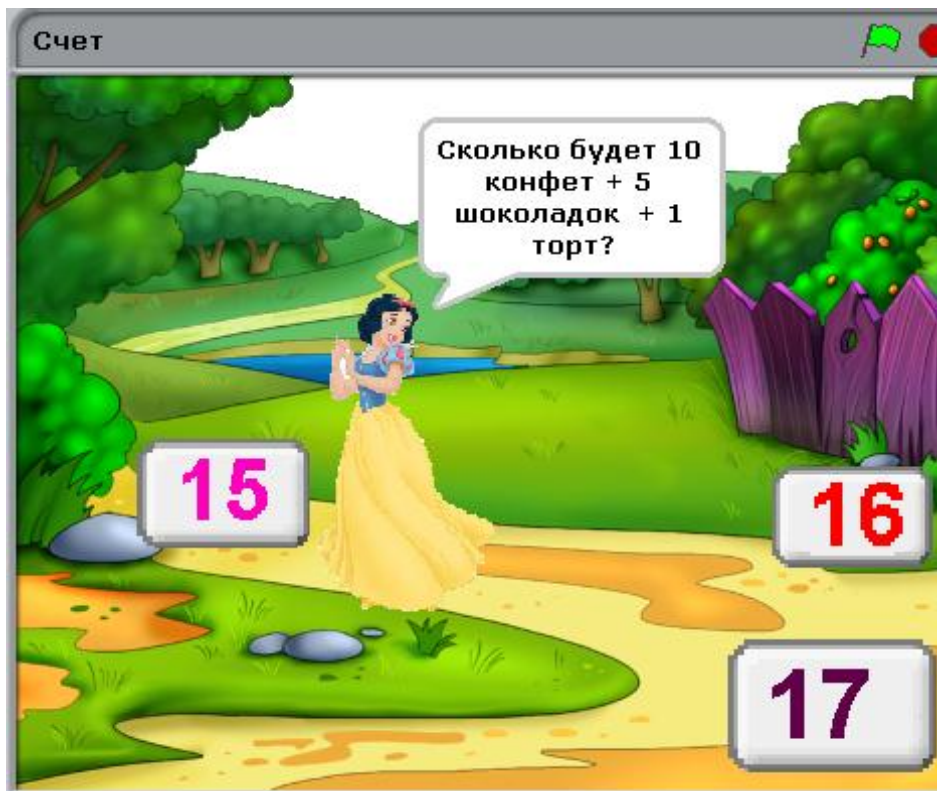 Счет
Сколько будет 10
конфет + 5
шоколадок + 1
торт?
15
16
17